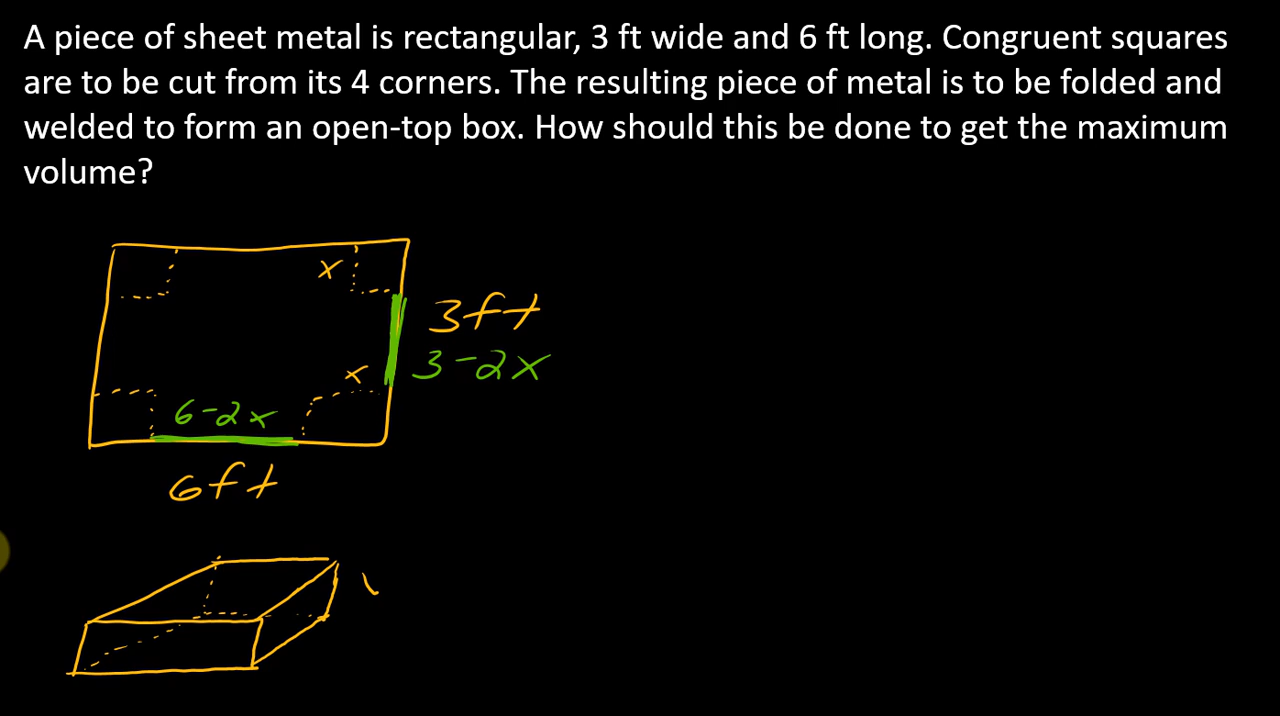 A piece of sheet metal is rectangular, 3 ft wide and 6 ft long. Congruent squares
are to be cut from its 4 corners. The resulting piece of metal is to be folded and
welded to form an open-top box. How should this be done to get the maximum
volume?
x
3ft
3-2x
x
6-2x
6ft